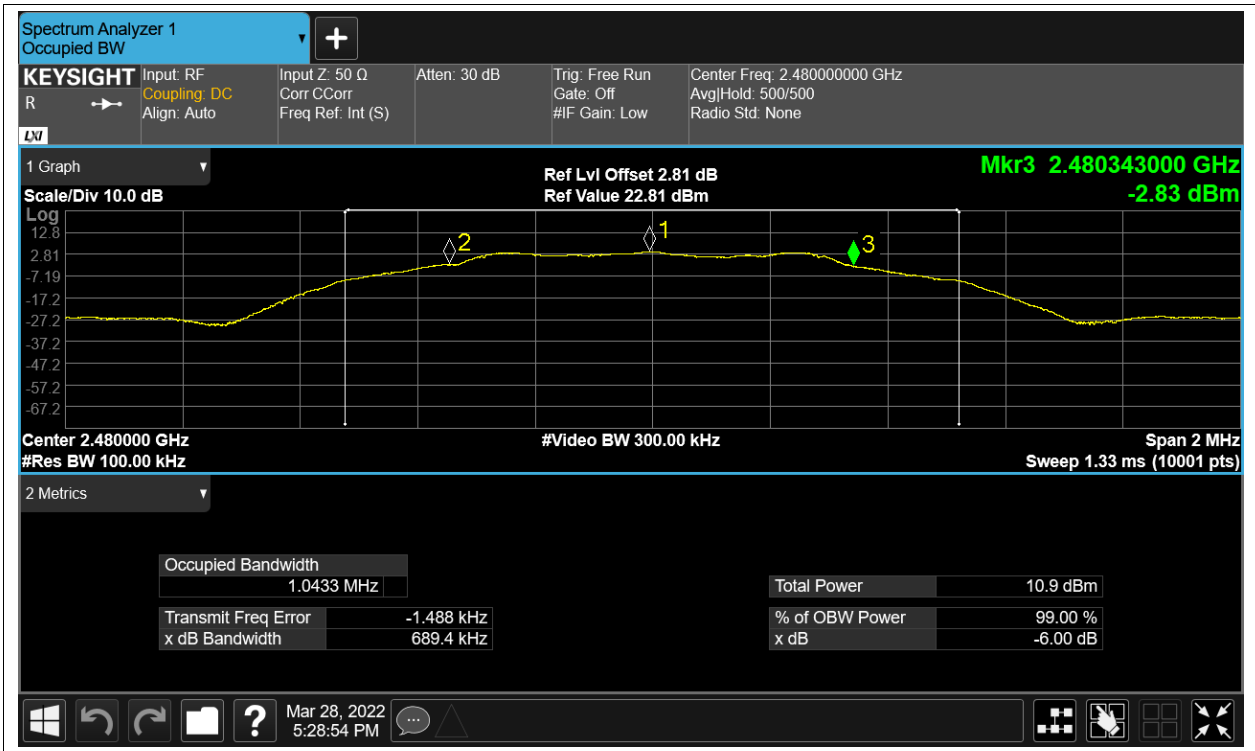 Spectrum Analyzer 1
Occupied BW
KEYSIGHT
R
LXI
Input: RF
Coupling: DC
Align: Auto
Input Z: 50 Ω
Corr CCorr
Freq Ref: Int (S)
Atten: 30 dB
Trig: Free Run
Gate: Off
#IF Gain: Low
Center Freq: 2.480000000 GHz
Avg|Hold: 500/500
Radio Std: None
1 Graph
Scale/Div 10.0 dB
Ref Lvl Offset 2.81 dB
Ref Value 22.81 dBm
Mkr3 2.480343000 GHz
-2.83 dBm
Log
12.8
2.81
-7.19
-17.2
-27.2
-37.2
-47.2
-57.2
-67.2
2
1
3
Center 2.480000 GHz
#Res BW 100.00 kHz
#Video BW 300.00 kHz
Span 2 MHz
Sweep 1.33 ms (10001 pts)
2 Metrics
Occupied Bandwidth
1.0433 MHz
Transmit Freq Error -1.488 kHz
x dB Bandwidth 689.4 kHz
Total Power 10.9 dBm
% of OBW Power 99.00 %
x dB -6.00 dB
?
Mar 28, 2022
5:28:54 PM